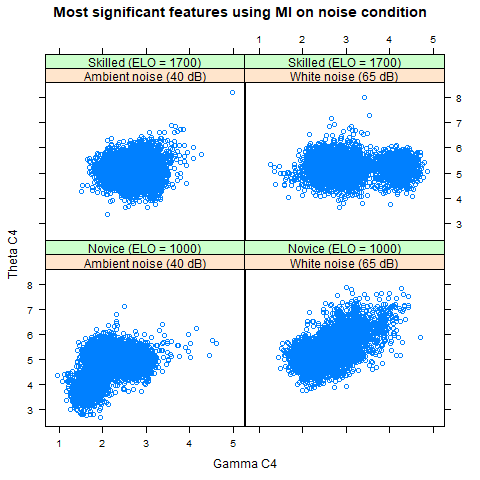 Most significant features using MI on noise condition
1 2 3 4 5
Skilled (ELO = 1700) Skilled (ELO = 1700)
Ambient noise (40 dB) White noise (65 dB)
8
7
6
5
4
3
Theta C4
Novice (ELO = 1000) Novice (ELO = 1000)
Ambient noise (40 dB) White noise (65 dB)
8
7
6
5
4
3
1 2 3 4 5
Gamma C4